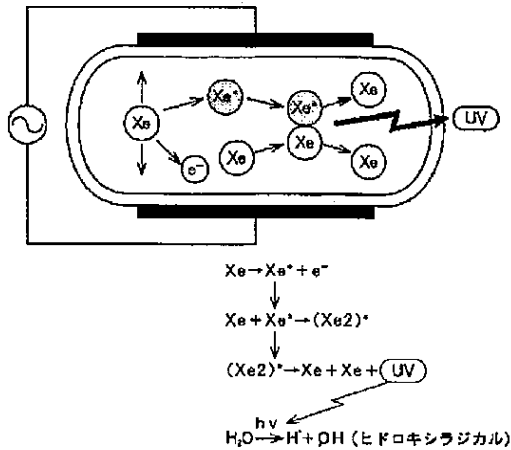 Xe Xe* Xe* Xe
Xe e⁻ Xe Xe Xe UV
Xe→Xe*+e⁻
Xe+Xe*→(Xe2)*
(Xe2)*→Xe+Xe+UV
hν
H₂O→H·+OH (ヒドロキシラジカル)